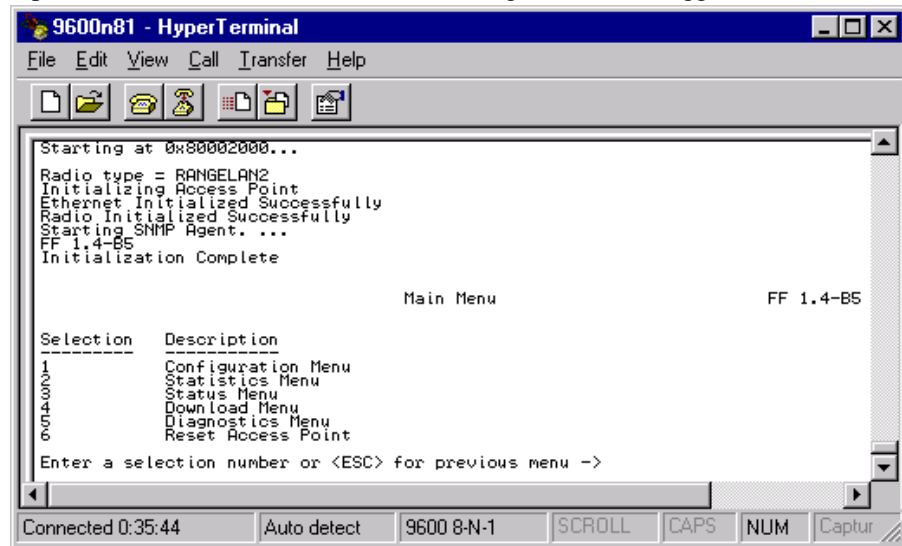 9600n81 - HyperTerminal
File Edit View Call Transfer Help
Starting at 0x80002000...
Radio type = RANGELAN2
Initializing Access Point
Ethernet Initialized Successfully
Radio Initialized Successfully
Starting SNMP Agent. ...
FF 1.4-B5
Initialization Complete
Main Menu FF 1.4-B5
Selection Description
--------- -----------
1 Configuration Menu
2 Statistics Menu
3 Status Menu
4 Download Menu
5 Diagnostics Menu
6 Reset Access Point
Enter a selection number or <ESC> for previous menu ->
Connected 0:35:44 Auto detect 9600 8-N-1 SCROLL CAPS NUM Captur